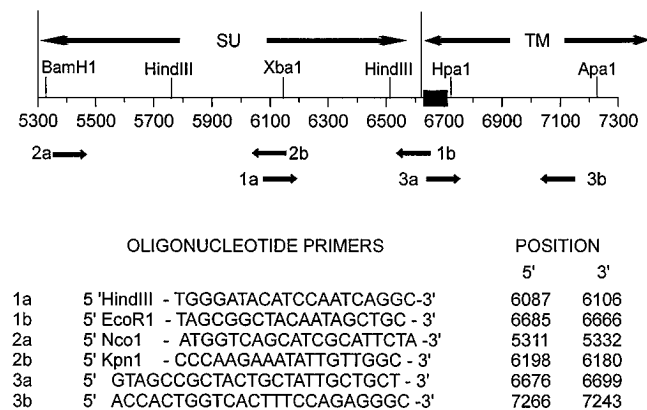 SU TM
BamH1 HindIII Xba1 HindIII Hpa1 Apa1
5300 5500 5700 5900 6100 6300 6500 6700 6900 7100 7300
2a 2b 1b
1a 3a 3b
OLIGONUCLEOTIDE PRIMERS POSITION
5' 3'
1a 5 'HindIII - TGGGATACATCCAATCAGGC-3' 6087 6106
1b 5' EcoR1 - TAGCGGCTACAATAGCTGC - 3' 6685 6666
2a 5' Nco1 - ATGGTCAGCATCGCATTCTA -3' 5311 5332
2b 5' Kpn1 - CCCAAGAAATATTGTTGGC -3' 6198 6180
3a 5' GTAGCCGCTACTGCTATTGCTGCT - 3' 6676 6699
3b 5' ACCACTGGTCACTTTCCAGAGGGC -3' 7266 7243